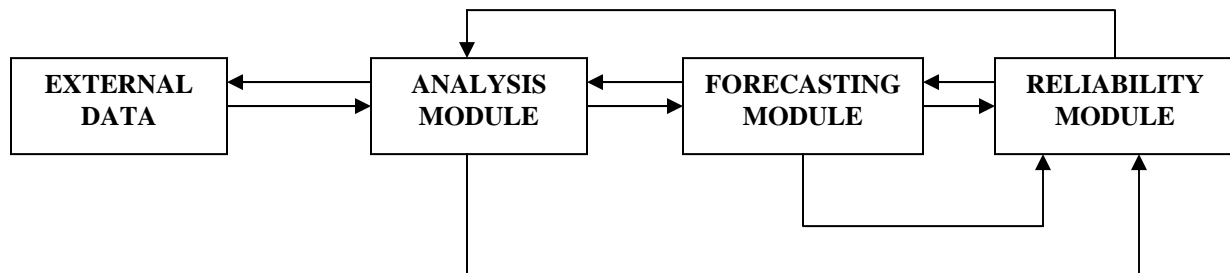 EXTERNAL
DATA
ANALYSIS
MODULE
FORECASTING
MODULE
RELIABILITY
MODULE